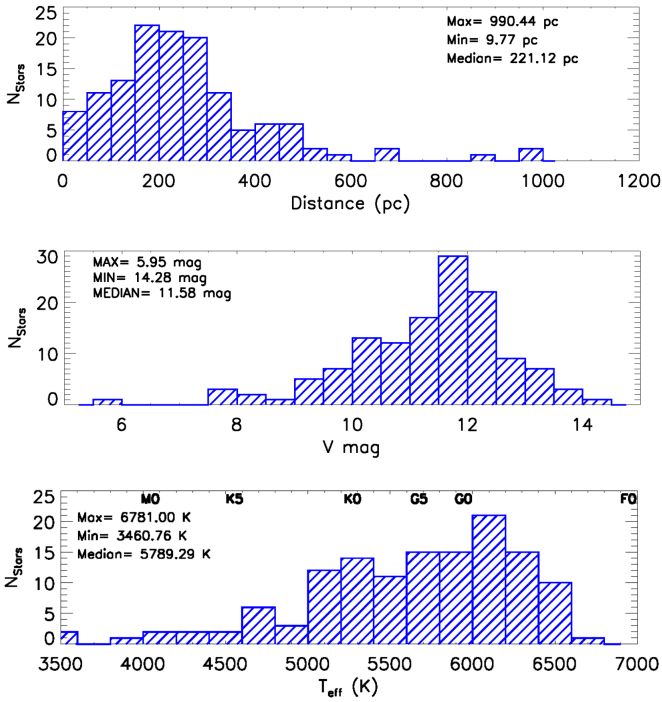 25
20
15
10
5
0
N_Stars
Max= 990.44 pc
Min= 9.77 pc
Median= 221.12 pc
0 200 400 600 800 1000 1200
Distance (pc)
30
20
10
0
N_Stars
MAX= 5.95 mag
MIN= 14.28 mag
MEDIAN= 11.58 mag
6 8 10 12 14
V mag
25
20
15
10
5
0
N_Stars
M0 K5 K0 G5 G0 F0
Max= 6781.00 K
Min= 3460.76 K
Median= 5789.29 K
3500 4000 4500 5000 5500 6000 6500 7000
T_eff (K)